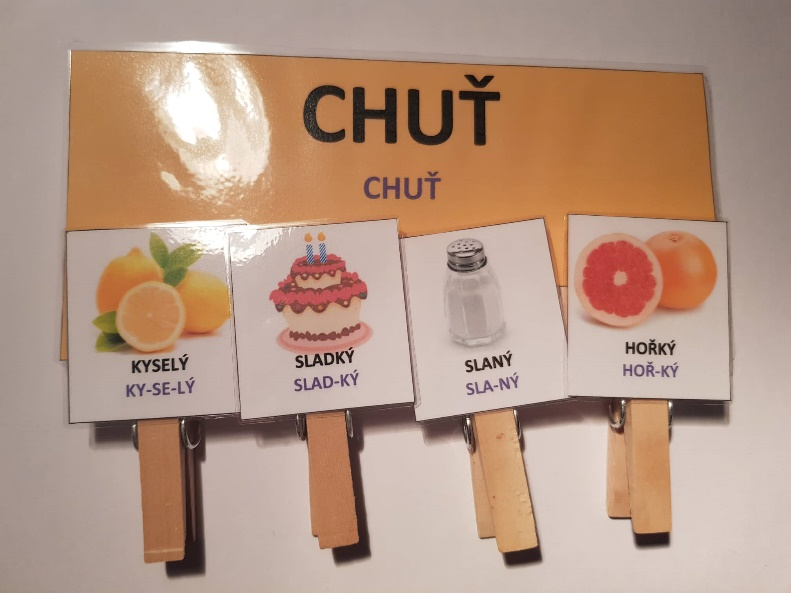 CHUŤ
CHUŤ
KYSELÝ
KY-SE-LÝ
SLADKÝ
SLAD-KÝ
SLANÝ
SLA-NÝ
HOŘKÝ
HOŘ-KÝ